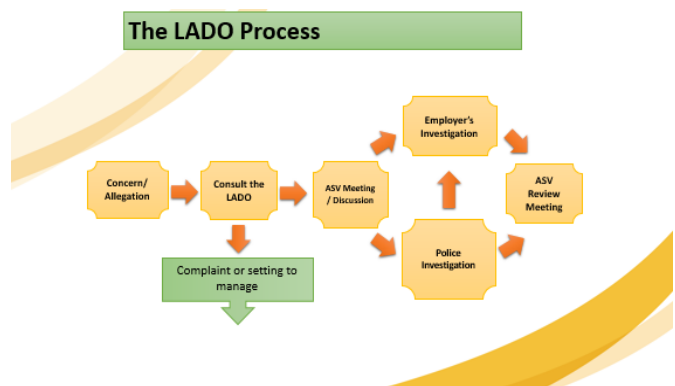 The LADO Process
Concern/
Allegation
Consult the
LADO
ASV Meeting
/ Discussion
Employer's
Investigation
Police
Investigation
ASV
Review
Meeting
Complaint or setting to
manage